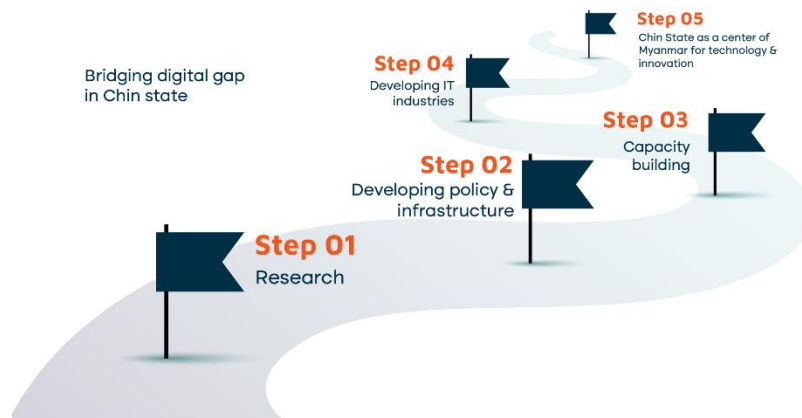 Bridging digital gap
in Chin state
Step 01
Research
Step 02
Developing policy &
infrastructure
Step 03
Capacity
building
Step 04
Developing IT
industries
Step 05
Chin State as a center of
Myanmar for technology &
innovation